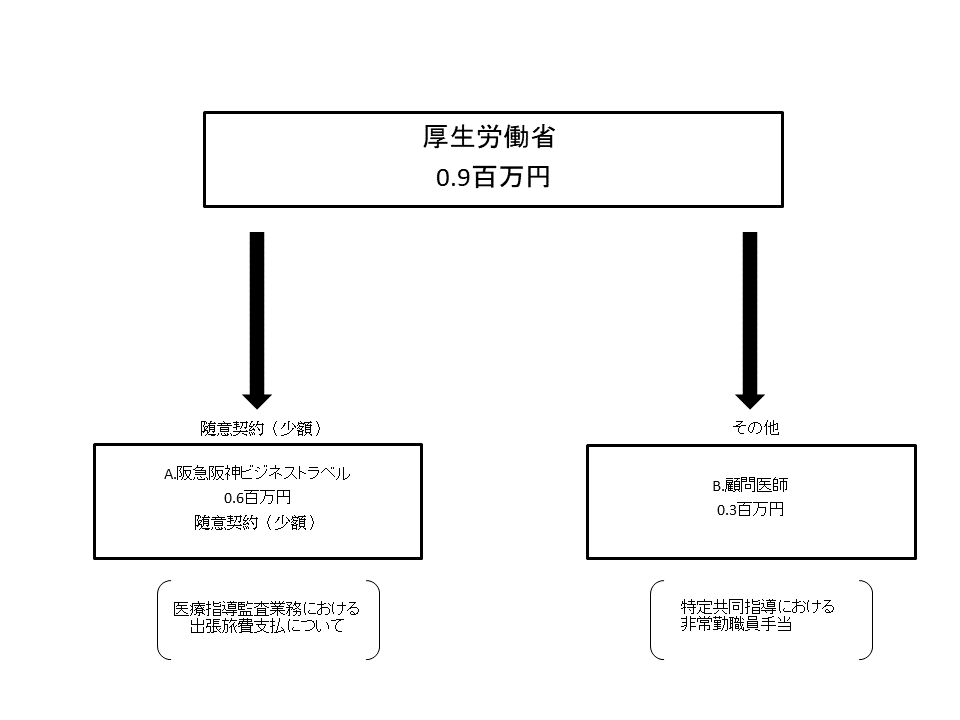 厚生労働省
0.9百万円
随意契約（少額）
A.阪急阪神ビジネストラベル
0.6百万円
随意契約（少額）
医療指導監査業務における
出張旅費支払について
その他
B.顧問医師
0.3百万円
特定共同指導における
非常勤職員手当